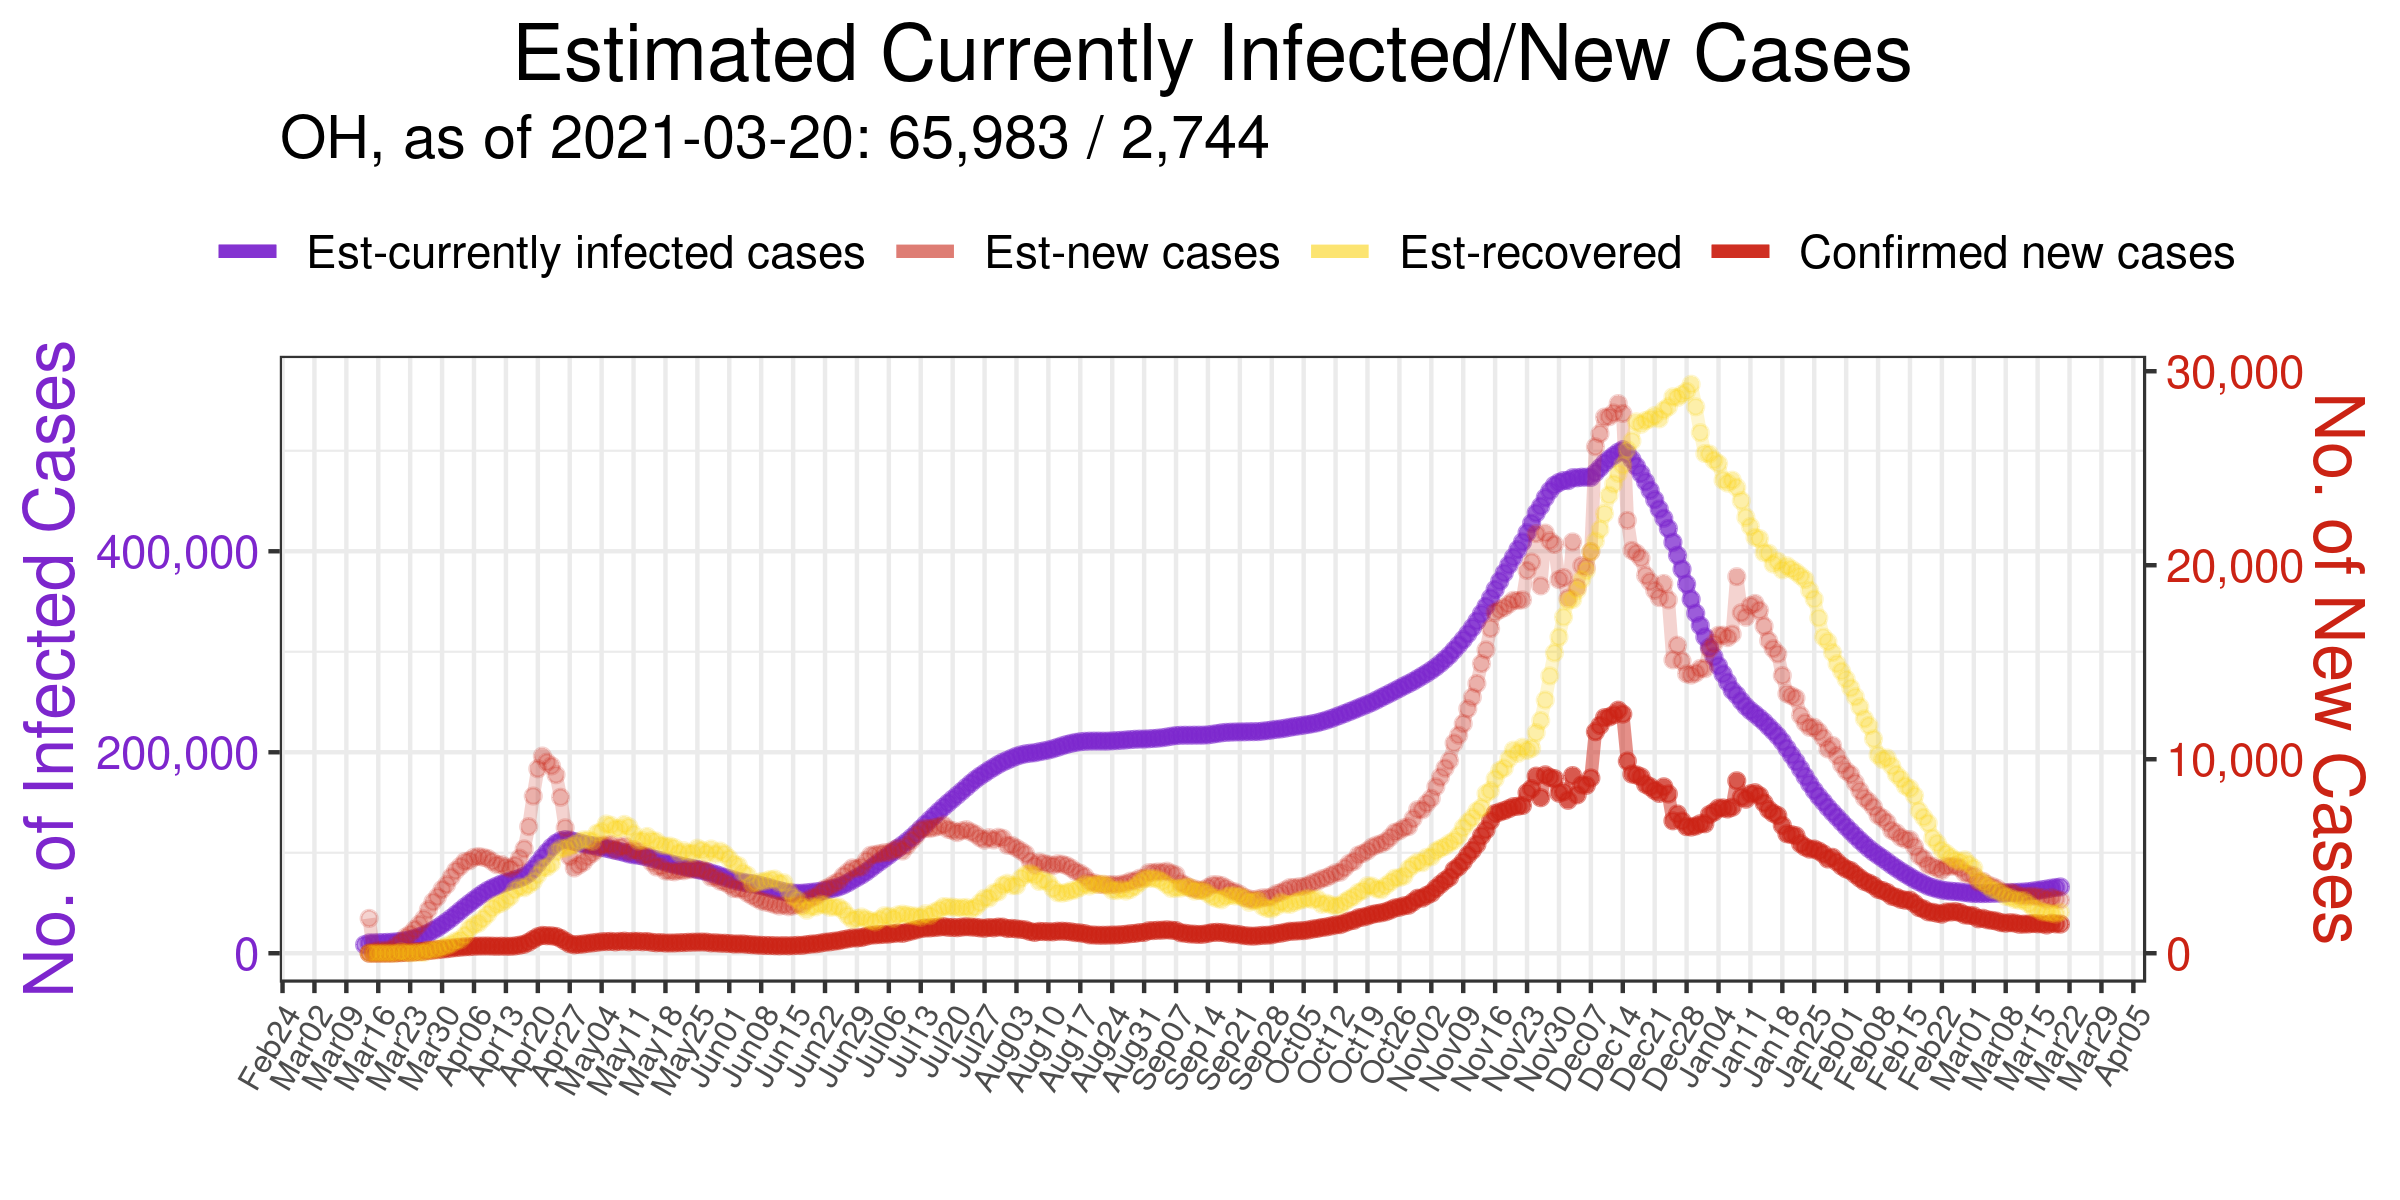 Estimated Currently Infected/New Cases
OH, as of 2021-03-20: 65,983 / 2,744
Est-currently infected cases Est-new cases Est-recovered Confirmed new cases
No. of Infected Cases
400,000
200,000
0
30,000
20,000
10,000
0
No. of New Cases
Feb24 Mar02 Mar09 Mar16 Mar23 Mar30 Apr06 Apr13 Apr20 Apr27 May04 May11 May18 May25 Jun01 Jun08 Jun15 Jun22 Jun29 Jul06 Jul13 Jul20 Jul27 Aug03 Aug10 Aug17 Aug24 Aug31 Sep07 Sep14 Sep21 Sep28 Oct05 Oct12 Oct19 Oct26 Nov02 Nov09 Nov16 Nov23 Nov30 Dec07 Dec14 Dec21 Dec28 Jan04 Jan11 Jan18 Jan25 Feb01 Feb08 Feb15 Feb22 Mar01 Mar08 Mar15 Mar22 Mar29 Apr05